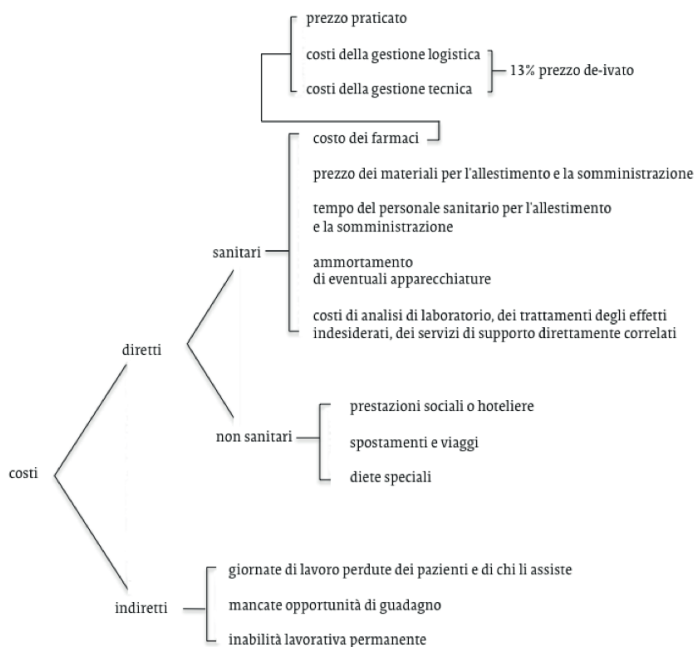 prezzo praticato
costi della gestione logistica
13% prezzo de-ivato
costi della gestione tecnica
costo dei farmaci
prezzo dei materiali per l'allestimento e la somministrazione
tempo del personale sanitario per l'allestimento
e la somministrazione
sanitari
ammortamento
di eventuali apparecchiature
costi di analisi di laboratorio, dei trattamenti degli effetti
indesiderati, dei servizi di supporto direttamente correlati
diretti
prestazioni sociali o hoteliere
non sanitari
spostamenti e viaggi
diete speciali
costi
giornate di lavoro perdute dei pazienti e di chi li assiste
indiretti
mancate opportunità di guadagno
inabilità lavorativa permanente